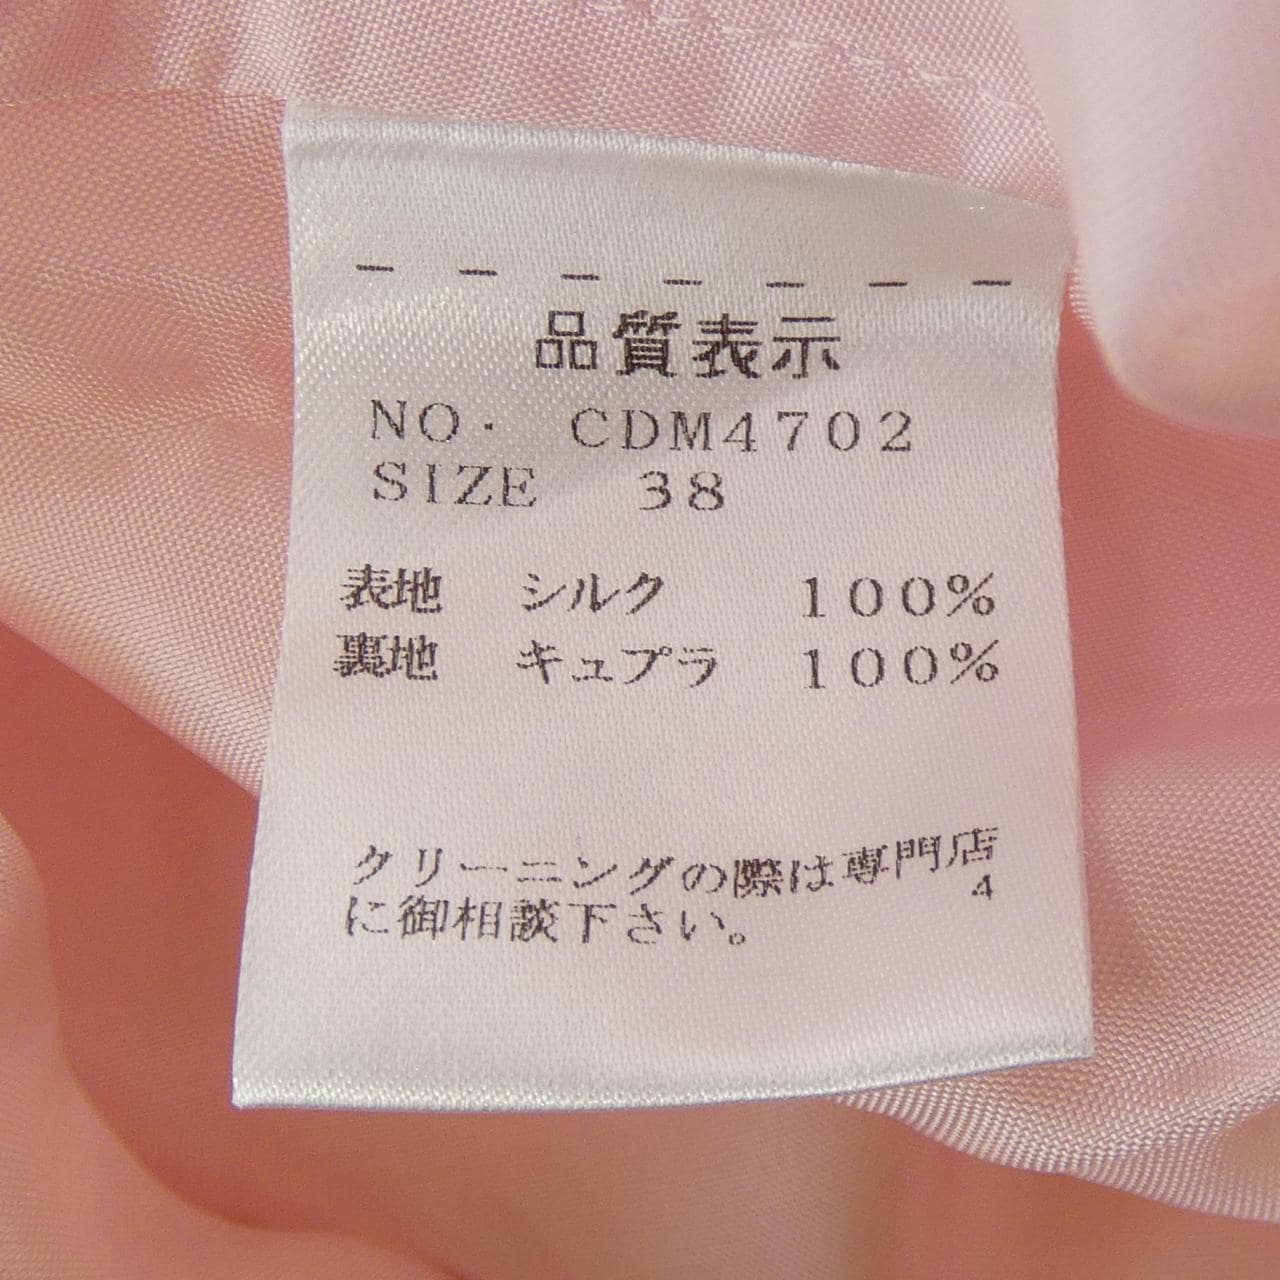 品質表示
NO. CDM4702
SIZE 38
表地 シルク 100%
裏地 キュプラ 100%
クリーニングの際は専門店
に御相談下さい。
4